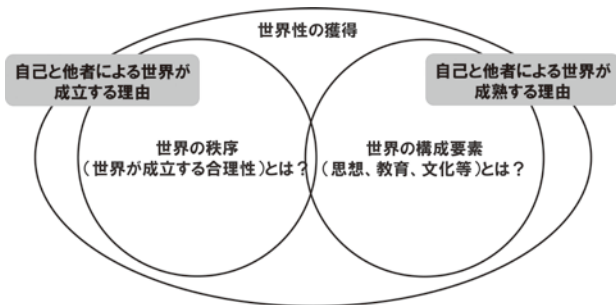 世界性の獲得
自己と他者による世界が
成立する理由
自己と他者による世界が
成熟する理由
世界の秩序
(世界が成立する合理性)とは?
世界の構成要素
(思想、教育、文化等)とは?